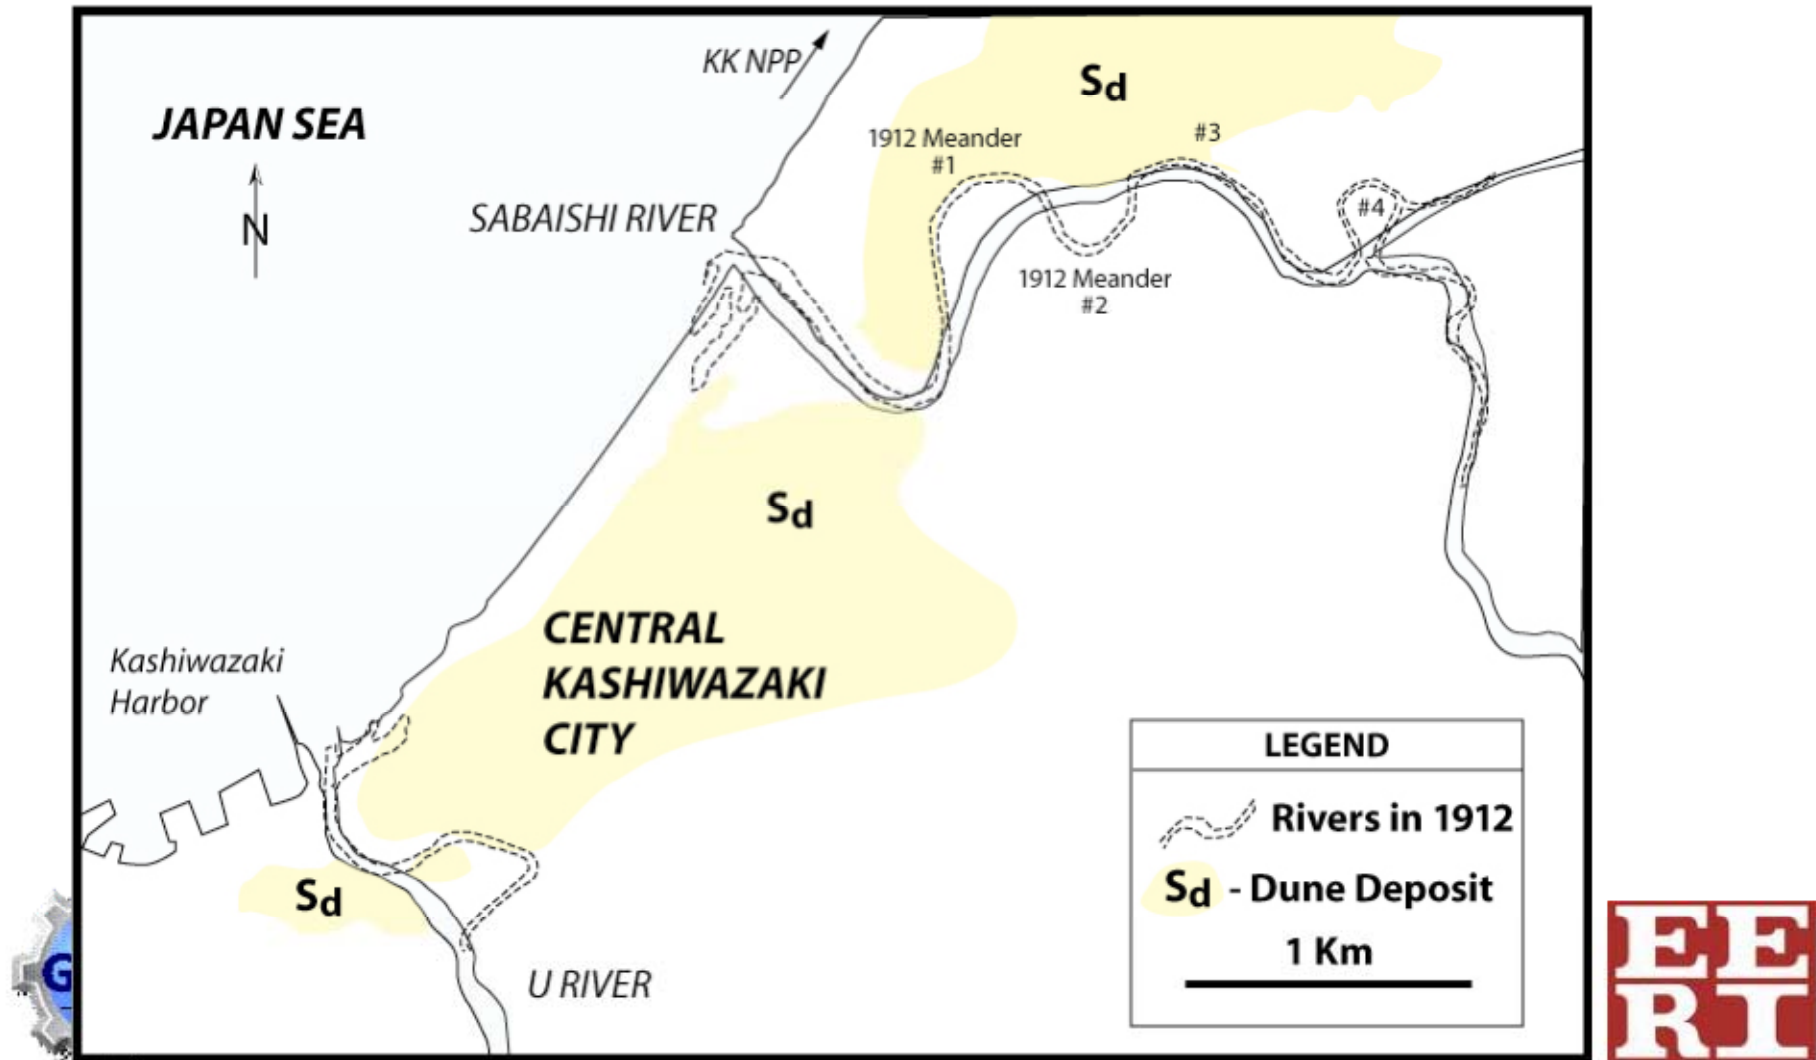 KK NPP
JAPAN SEA
N
SABAISHI RIVER
Sd
1912 Meander
#1
#3
#4
1912 Meander
#2
Sd
CENTRAL
KASHIWAZAKI
CITY
Kashiwazaki
Harbor
Sd
U RIVER
LEGEND
Rivers in 1912
Sd - Dune Deposit
1 Km
G
EE
RI